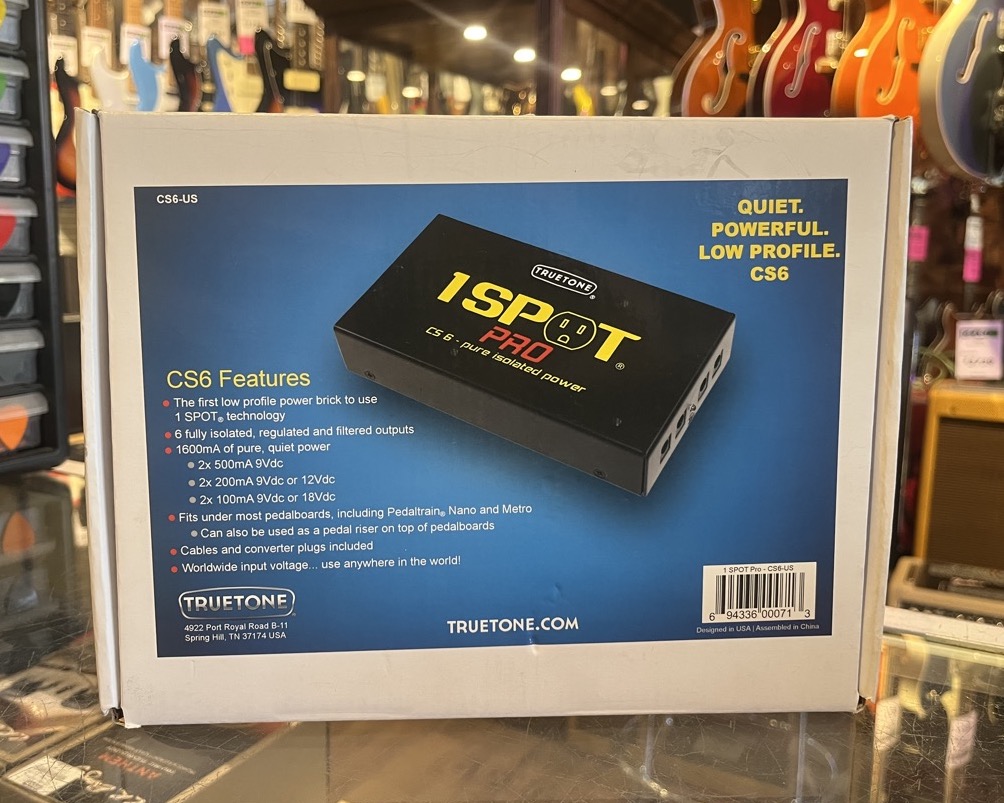 CS6-US
QUIET.
POWERFUL.
LOW PROFILE.
CS6
TRUETONE®
1SPOT®
PRO
CS 6 - pure isolated power
CS6 Features
• The first low profile power brick to use
1 SPOT® technology
• 6 fully isolated, regulated and filtered outputs
• 1600mA of pure, quiet power
• 2x 500mA 9Vdc
• 2x 200mA 9Vdc or 12Vdc
• 2x 100mA 9Vdc or 18Vdc
• Fits under most pedalboards, including Pedaltrain® Nano and Metro
• Can also be used as a pedal riser on top of pedalboards
• Cables and converter plugs included
• Worldwide input voltage... use anywhere in the world!
TRUETONE®
4922 Port Royal Road B-11
Spring Hill, TN 37174 USA
TRUETONE.COM
1 SPOT Pro - CS6-US
6 94336 00071 3
Designed in USA | Assembled in China
ANTHEM